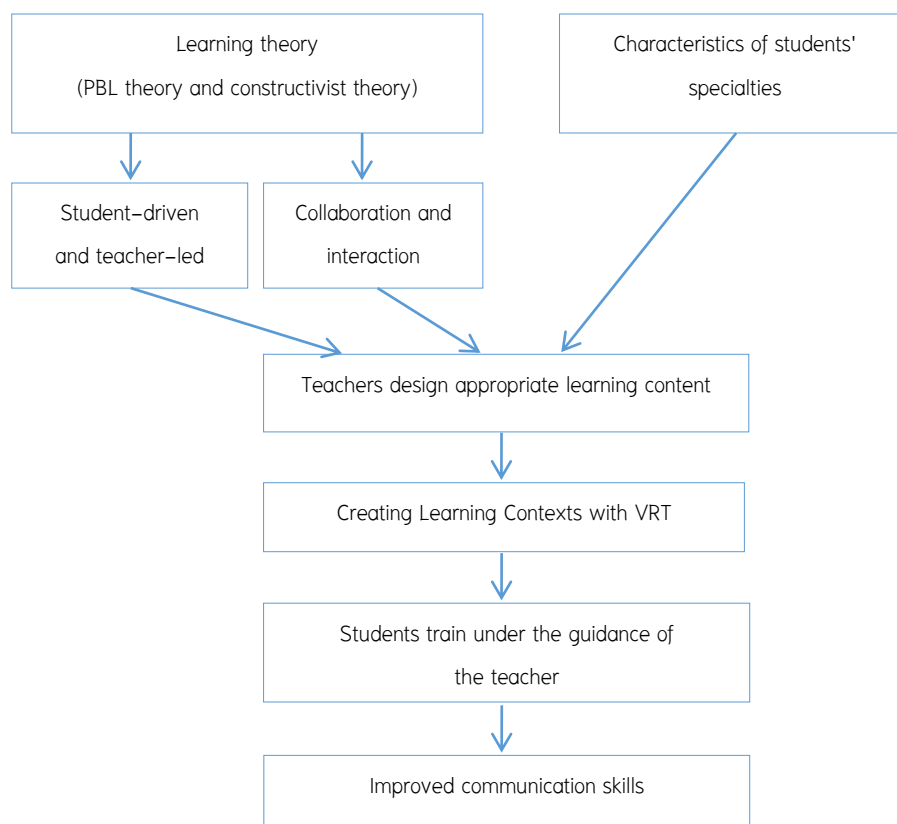 Learning theory
(PBL theory and constructivist theory)
Characteristics of students'
specialties
Student-driven
and teacher-led
Collaboration and
interaction
Teachers design appropriate learning content
Creating Learning Contexts with VRT
Students train under the guidance of
the teacher
Improved communication skills